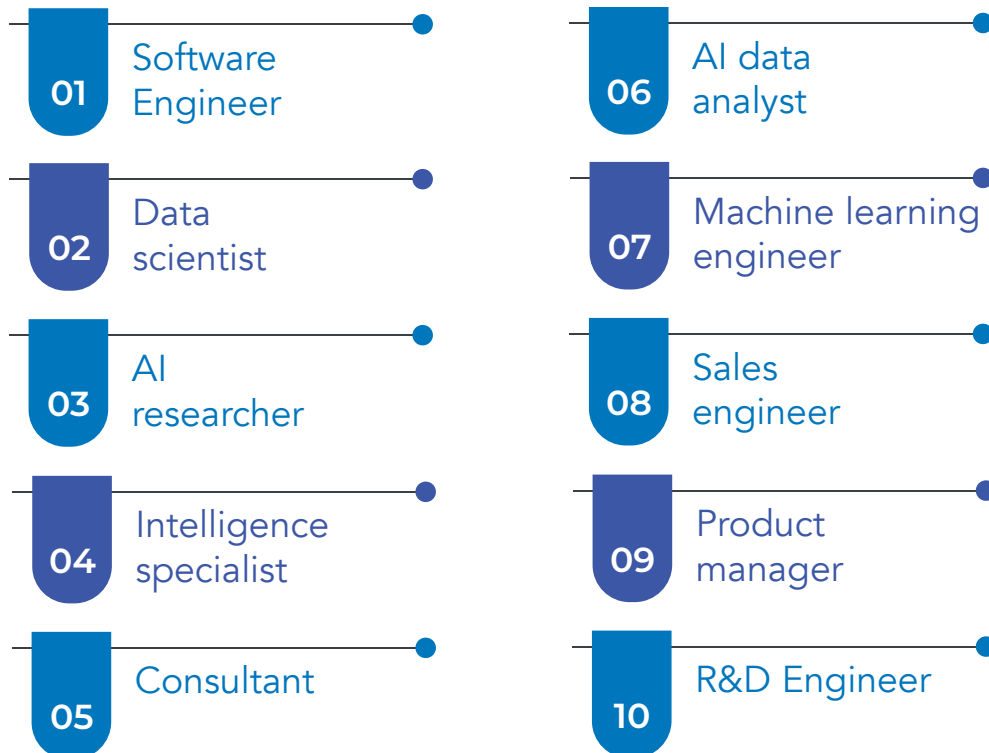 01
Software
Engineer
02
Data
scientist
03
AI
researcher
04
Intelligence
specialist
05
Consultant
06
AI data
analyst
07
Machine learning
engineer
08
Sales
engineer
09
Product
manager
10
R&D Engineer